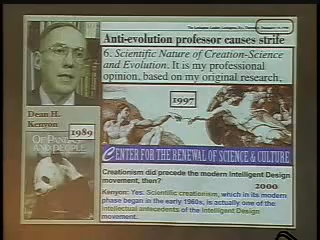 Anti-evolution professor causes strife
6. Scientific Nature of Creation-Science
and Evolution. It is my professional
opinion, based on my original research,
Dean H.
Kenyon
1989
OF PANDAS
AND PEOPLE
1997
CENTER FOR THE RENEWAL OF SCIENCE & CULTURE
Creationism did precede the modern Intelligent Design
movement, then?
2000
Kenyon: Yes. Scientific creationism, which in its modern
phase began in the early 1960s, is actually one of the
intellectual antecedents of the Intelligent Design
movement.